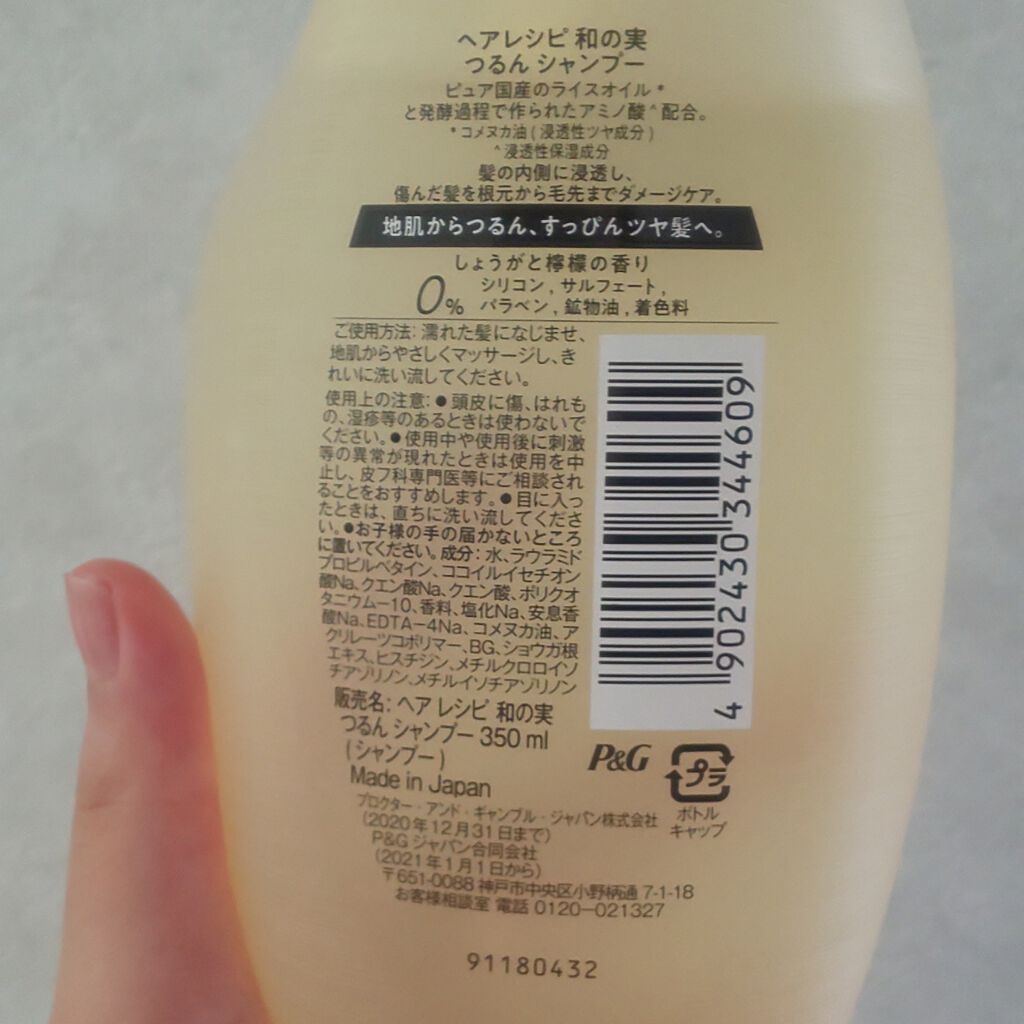 ヘアレシピ 和の実
つるん シャンプー
ピュア国産のライスオイル*
と発酵過程で作られたアミノ酸^配合。
*コメヌカ油(浸透性ツヤ成分)
^浸透性保湿成分
髪の内側に浸透し、
傷んだ髪を根元から毛先までダメージケア。
地肌からつるん、すっぴんツヤ髪へ。
しょうがと檸檬の香り
0% シリコン, サルフェート,
パラベン, 鉱物油, 着色料
ご使用方法: 濡れた髪になじませ、
地肌からやさしくマッサージし、き
れいに洗い流してください。
使用上の注意: ●頭皮に傷、はれも
の、湿疹等のあるときは使わないで
ください。●使用中や使用後に刺激
等の異常が現れたときは使用を中
止し、皮フ科専門医等にご相談され
ることをおすすめします。●目に入っ
たときは、直ちに洗い流してくださ
い。●お子様の手の届かないところ
に置いてください。成分: 水、ラウラミド
プロピルベタイン、ココイルイセチオン
酸Na、クエン酸Na、クエン酸、ポリクオ
タニウム－10、香料、塩化Na、安息香
酸Na、EDTA－4Na、コメヌカ油、ア
クリレーツコポリマー、BG、ショウガ根
エキス、ヒスチジン、メチルクロロイソ
チアゾリノン、メチルイソチアゾリノン
販売名: ヘア レシピ 和の実
つるん シャンプー 350 ml
(シャンプー)
Made in Japan
4 902430 344609
P&G
プラ
ボトル
キャップ
プロクター・アンド・ギャンブル・ジャパン株式会社
(2020年12月31日まで)
P&G ジャパン合同会社
(2021年1月1日から)
〒651-0088 神戸市中央区小野柄通 7-1-18
お客様相談室 電話 0120－021327
91180432